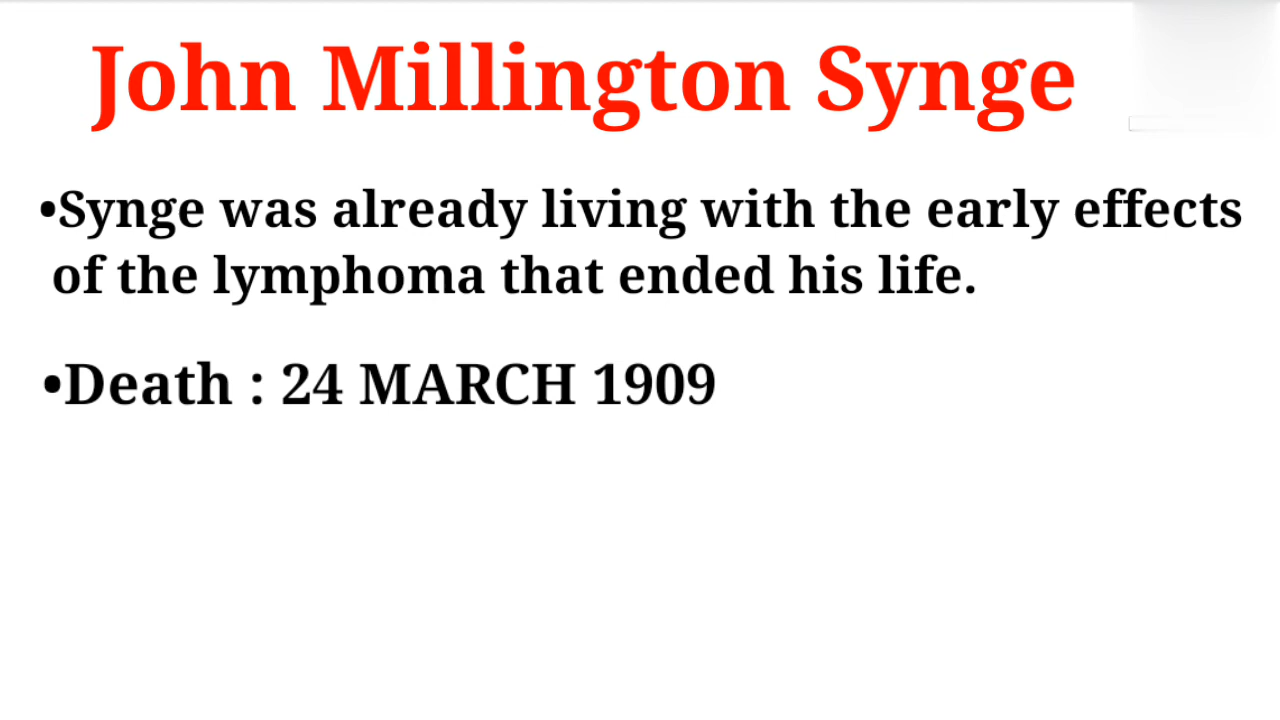 John Millington Synge
•Synge was already living with the early effects
of the lymphoma that ended his life.
•Death : 24 MARCH 1909